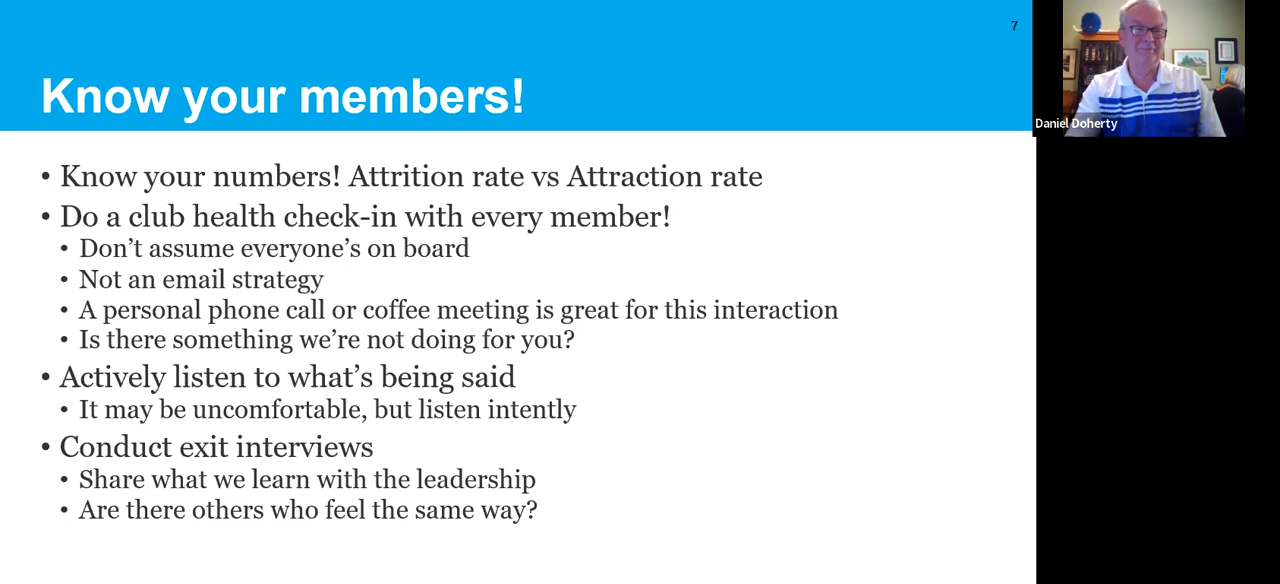 7
Know your members!
• Know your numbers! Attrition rate vs Attraction rate
• Do a club health check-in with every member!
• Don’t assume everyone’s on board
• Not an email strategy
• A personal phone call or coffee meeting is great for this interaction
• Is there something we’re not doing for you?
• Actively listen to what’s being said
• It may be uncomfortable, but listen intently
• Conduct exit interviews
• Share what we learn with the leadership
• Are there others who feel the same way?
Daniel Doherty